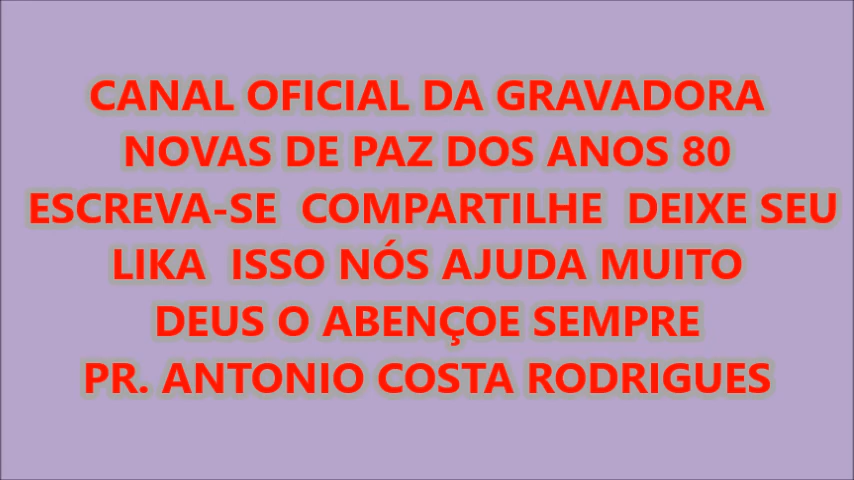 CANAL OFICIAL DA GRAVADORA
NOVAS DE PAZ DOS ANOS 80
ESCREVA-SE COMPARTILHE DEIXE SEU
LIKA ISSO NÓS AJUDA MUITO
DEUS O ABENÇOE SEMPRE
PR. ANTONIO COSTA RODRIGUES